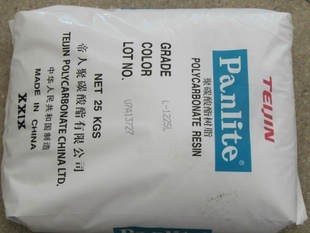 TEIJIN
Panlite®
聚碳酸酯树脂
POLYCARBONATE RESIN
GRADE L-1225L
COLOR
LOT NO. UPA13727
NET 25 KGS
帝人聚碳酸酯有限公司
TEIJIN POLYCARBONATE CHINA LTD.
中华人民共和国制造
MADE IN CHINA
XXIX